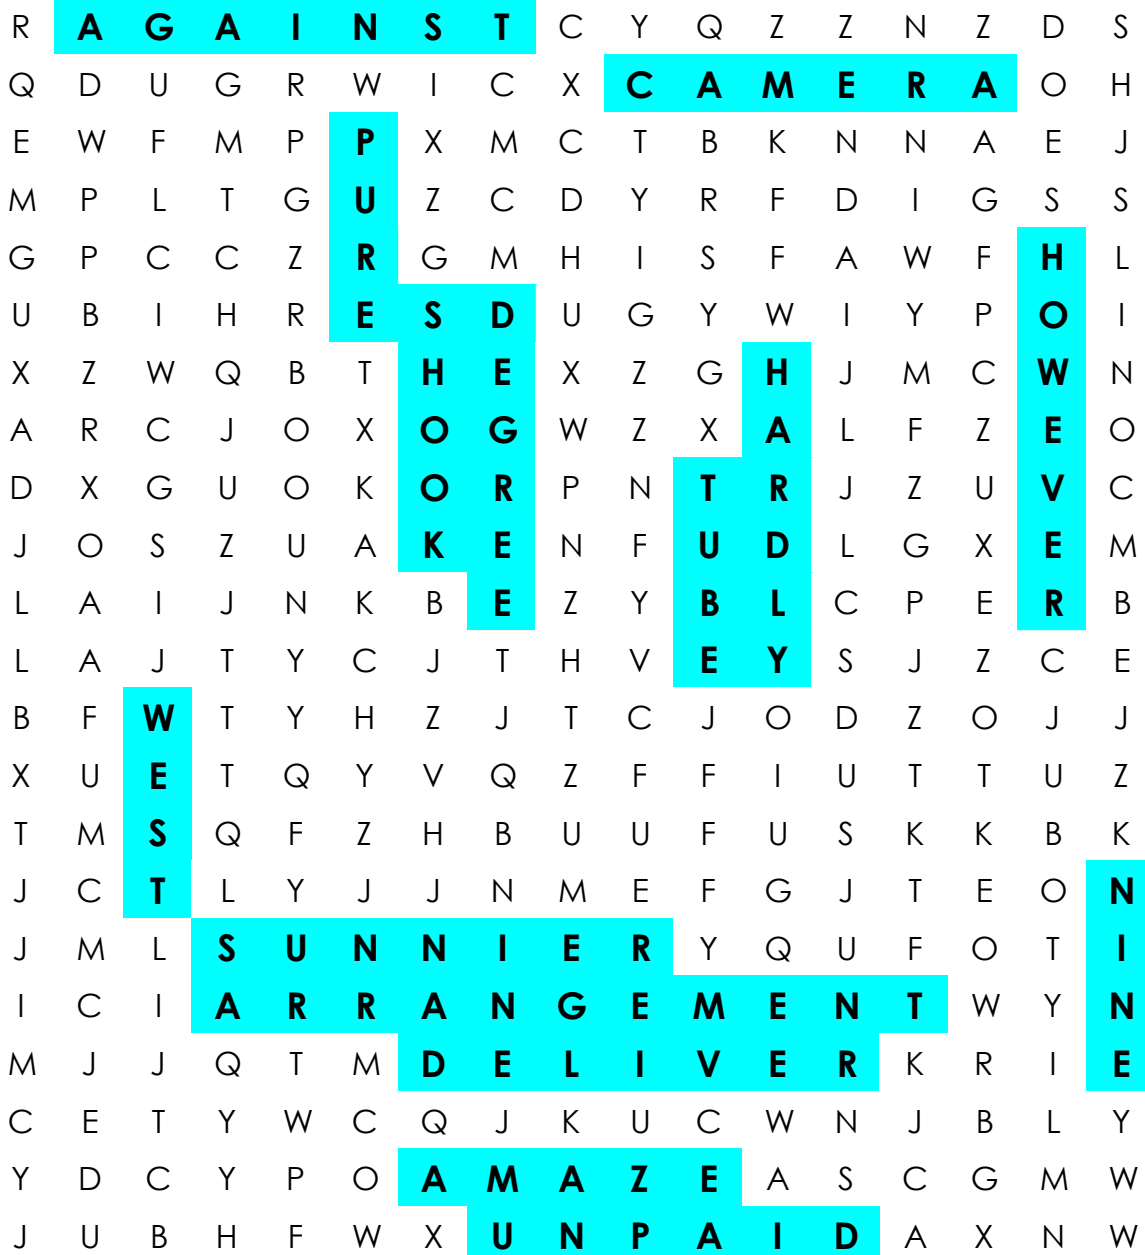 R A G A I N S T C Y Q Z Z N Z D S
Q D U G R W I C X C A M E R A O H
E W F M P P X M C T B K N N A E J
M P L T G U Z C D Y R F D I G S S
G P C C Z R G M H I S F A W F H L
U B I H R E S D U G Y W I Y P O I
X Z W Q B T H E X Z G H J M C W N
A R C J O X O G W Z X A L F Z E O
D X G U O K O R P N T R J Z U V C
J O S Z U A K E N F U D L G X E M
L A I J N K B E Z Y B L C P E R B
L A J T Y C J T H V E Y S J Z C E
B F W T Y H Z J T C J O D Z O J J
X U E T Q Y V Q Z F F I U T T U Z
T M S Q F Z H B U U F U S K K B K
J C T L Y J J N M E F G J T E O N
J M L S U N N I E R Y Q U F O T I
I C I A R R A N G E M E N T W Y N
M J J Q T M D E L I V E R K R I E
C E T Y W C Q J K U C W N J B L Y
Y D C Y P O A M A Z E A S C G M W
J U B H F W X U N P A I D A X N W